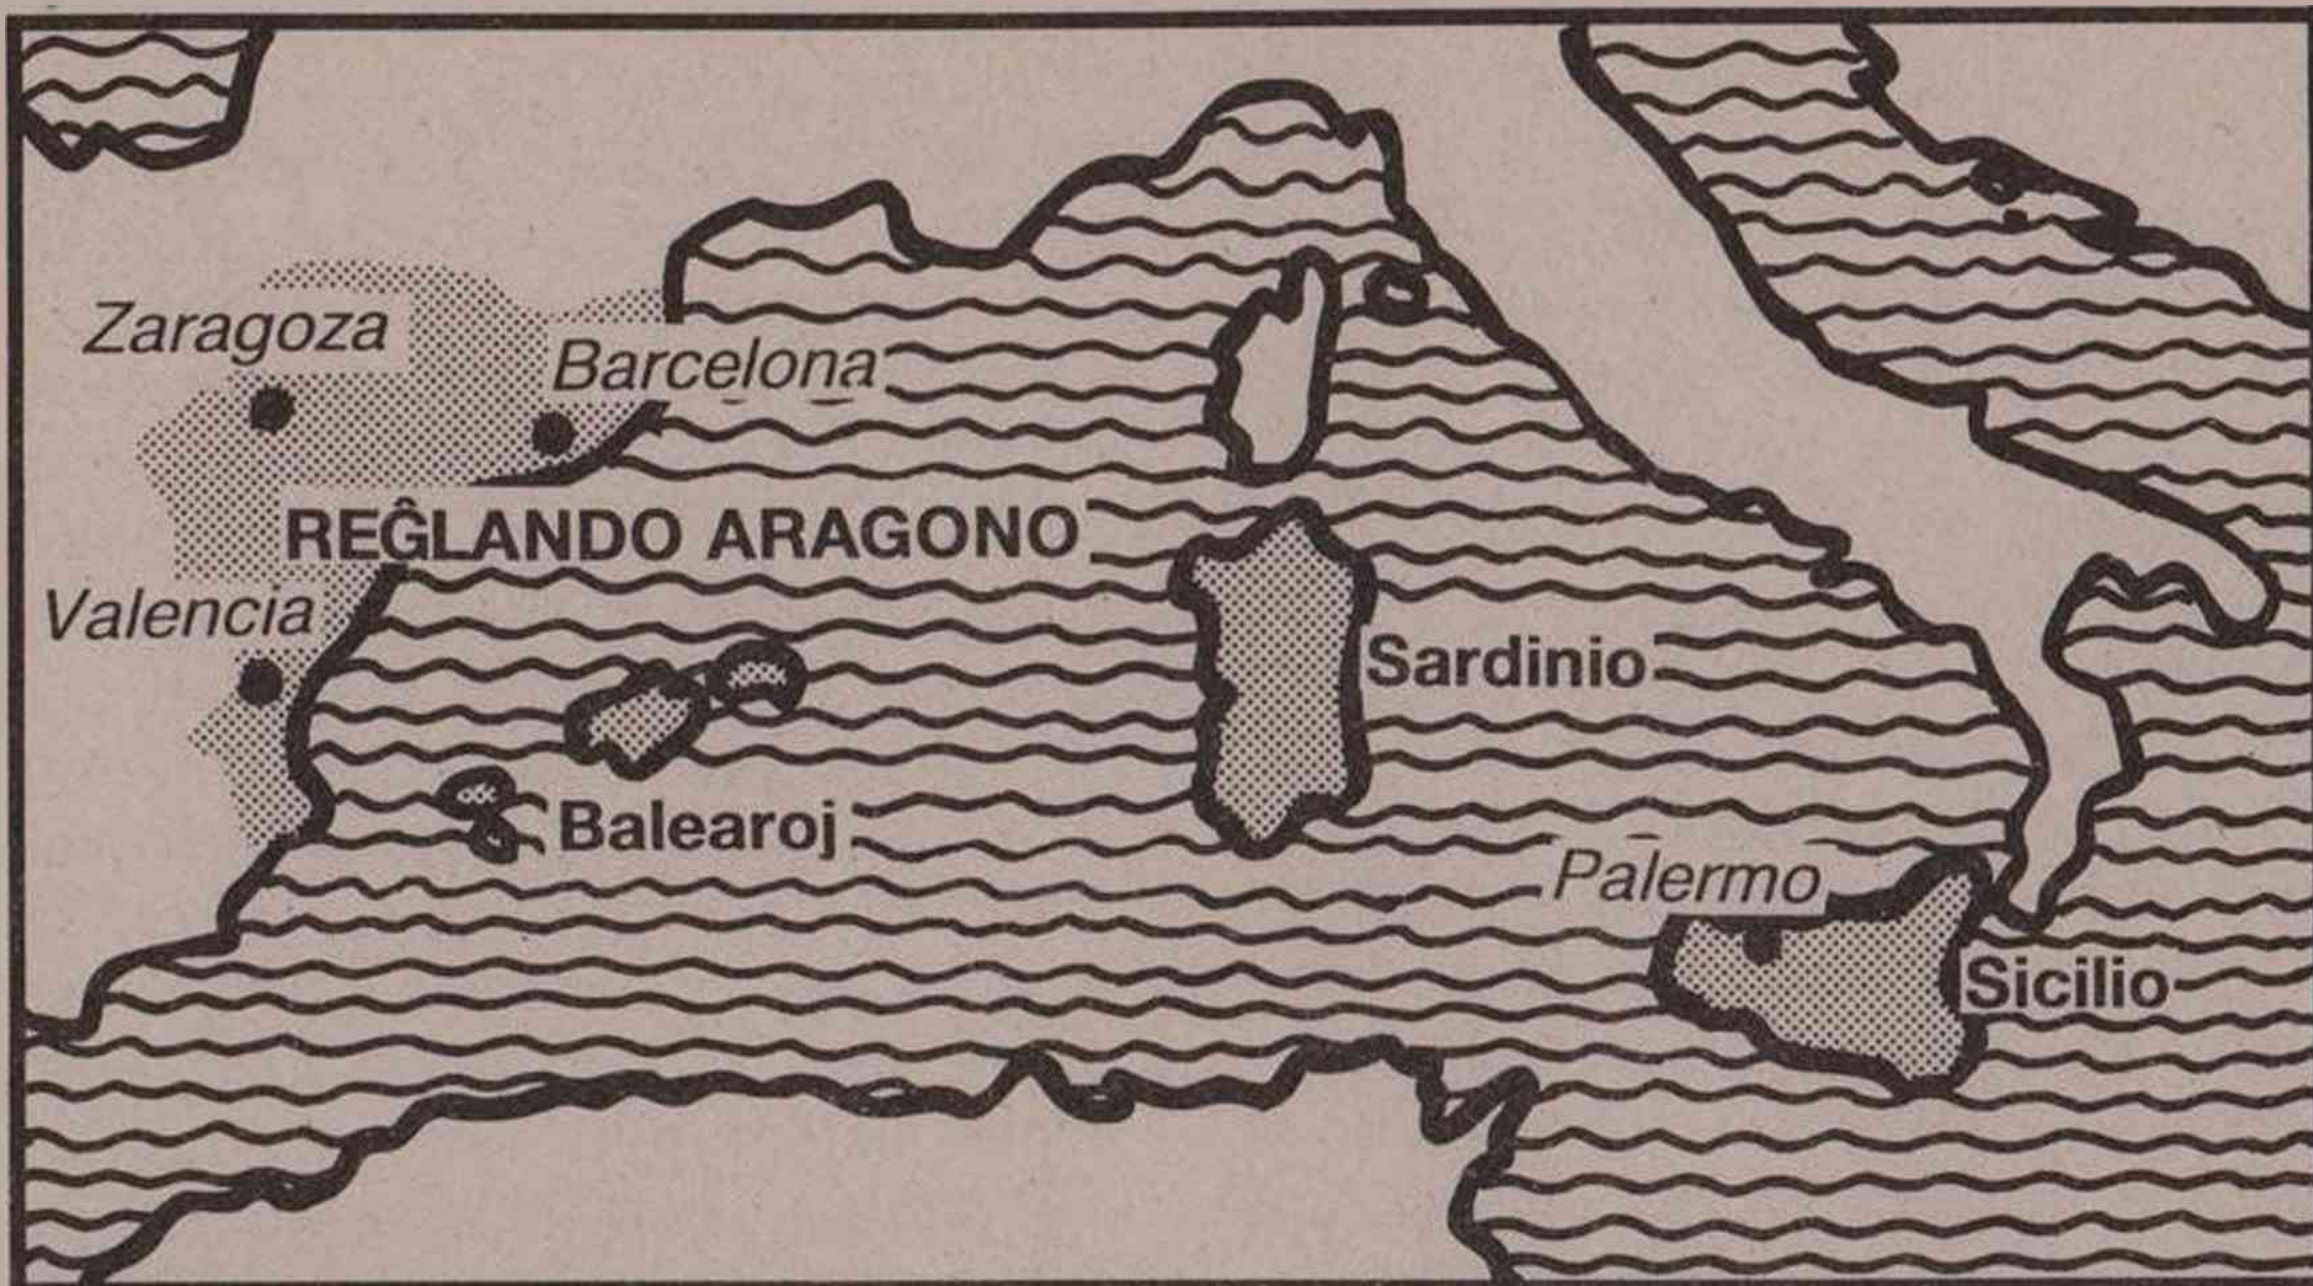 Zaragoza
Barcelona
REĜLANDO ARAGONO
Valencia
Sardinio
Balearoj
Palermo
Sicilio